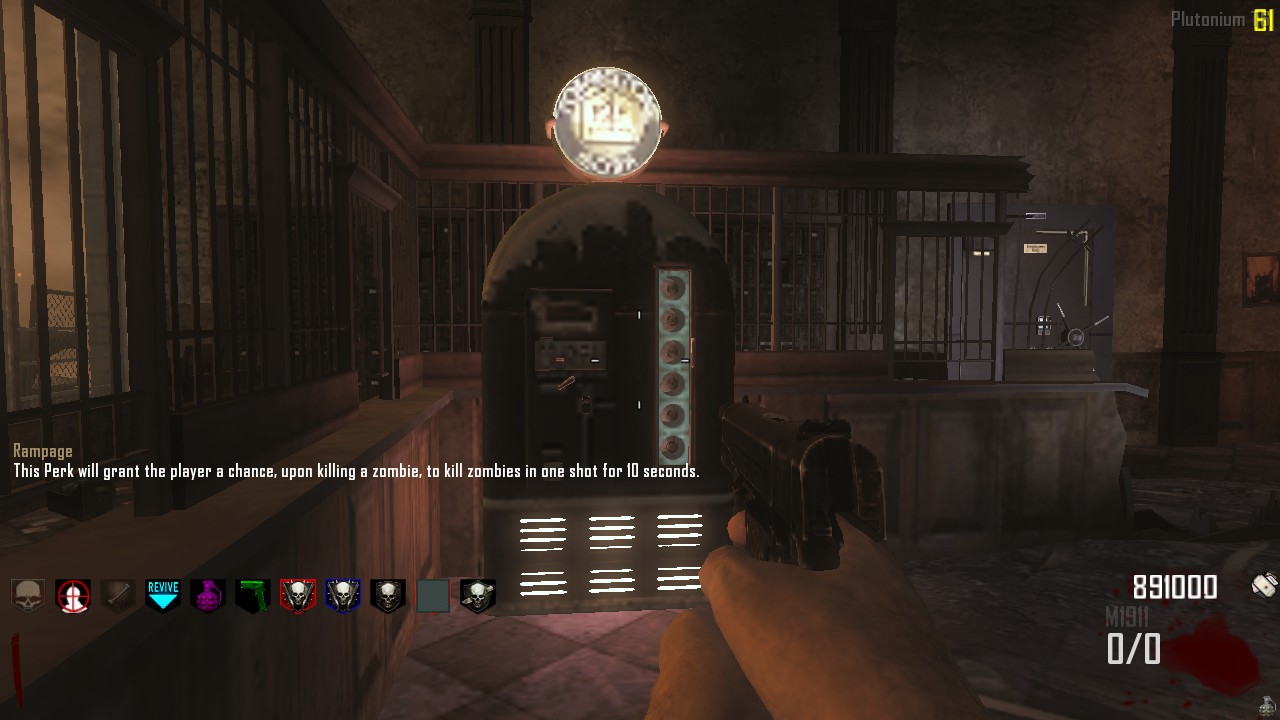 Plutonium 61
Rampage
This Perk will grant the player a chance, upon killing a zombie, to kill zombies in one shot for 10 seconds.
REVIVE
891000
M1911
0/0